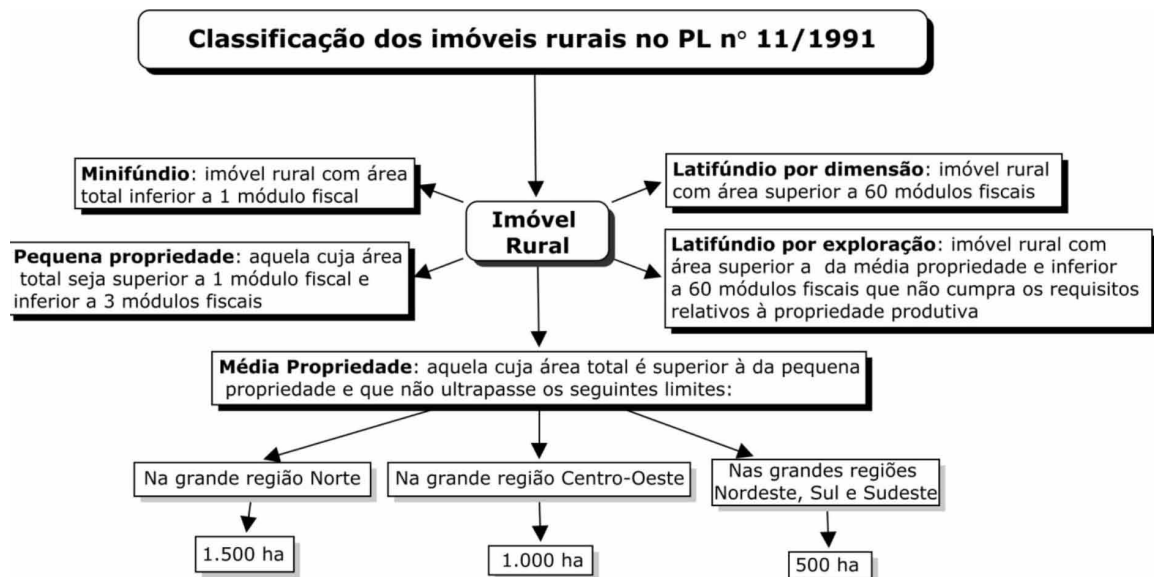 Classificação dos imóveis rurais no PL n° 11/1991
Minifúndio: imóvel rural com área
total inferior a 1 módulo fiscal
Latifúndio por dimensão: imóvel rural
com área superior a 60 módulos fiscais
Imóvel
Rural
Pequena propriedade: aquela cuja área
total seja superior a 1 módulo fiscal e
inferior a 3 módulos fiscais
Latifúndio por exploração: imóvel rural com
área superior a da média propriedade e inferior
a 60 módulos fiscais que não cumpra os requisitos
relativos à propriedade produtiva
Média Propriedade: aquela cuja área total é superior à da pequena
propriedade e que não ultrapasse os seguintes limites:
Na grande região Norte
Na grande região Centro-Oeste
Nas grandes regiões
Nordeste, Sul e Sudeste
1.500 ha
1.000 ha
500 ha